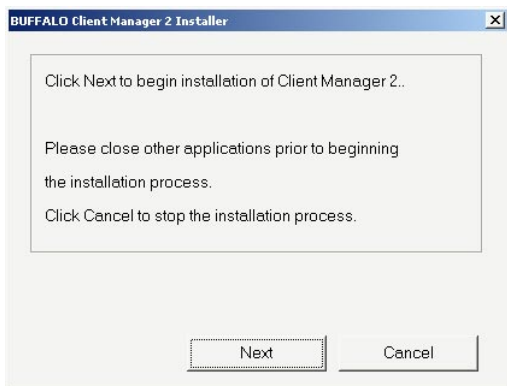 BUFFALO Client Manager 2 Installer
Click Next to begin installation of Client Manager 2..
Please close other applications prior to beginning
the installation process.
Click Cancel to stop the installation process.
Next
Cancel